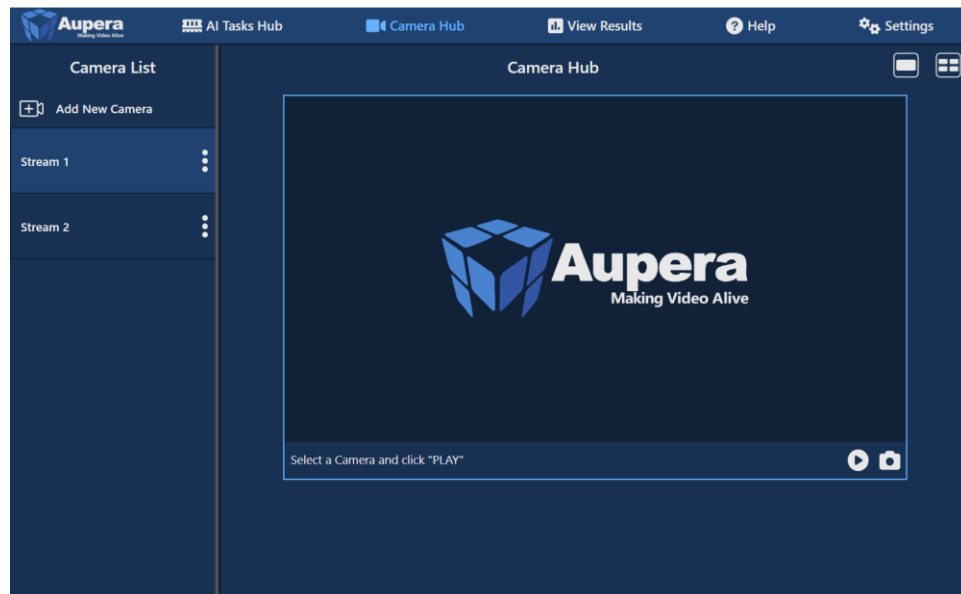 Aupera
Making Video Alive
AI Tasks Hub
Camera Hub
View Results
Help
Settings
Camera List
Camera Hub
Add New Camera
Stream 1
Stream 2
Aupera
Making Video Alive
Select a Camera and click "PLAY"